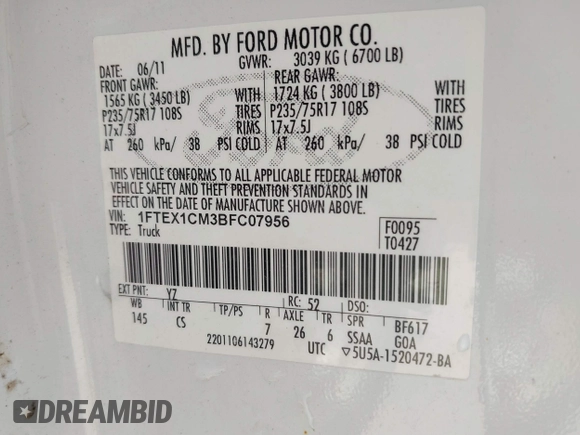 MFD. BY FORD MOTOR CO.
DATE: 06/11 GVWR: 3039 KG ( 6700 LB)
FRONT GAWR: REAR GAWR:
1565 KG ( 3450 LB) WITH 1724 KG ( 3800 LB) WITH
P235/75R17 108S TIRES P235/75R17 108S TIRES
17x7.5J RIMS 17x7.5J RIMS
AT 260 kPa/ 38 PSI COLD AT 260 kPa/ 38 PSI COLD
THIS VEHICLE CONFORMS TO ALL APPLICABLE FEDERAL MOTOR
VEHICLE SAFETY AND THEFT PREVENTION STANDARDS IN
EFFECT ON THE DATE OF MANUFACTURE SHOWN ABOVE.
VIN: 1FTEX1CM3BFC07956 F0095
TYPE: Truck T0427
EXT PNT: YZ RC: 52 DSO:
WB INT TR TP/PS R AXLE TR SPR BF617
145 CS 7 26 6 SSAA GOA
2201106143279 UTC ▽5U5A-1520472-BA
DREAMBID